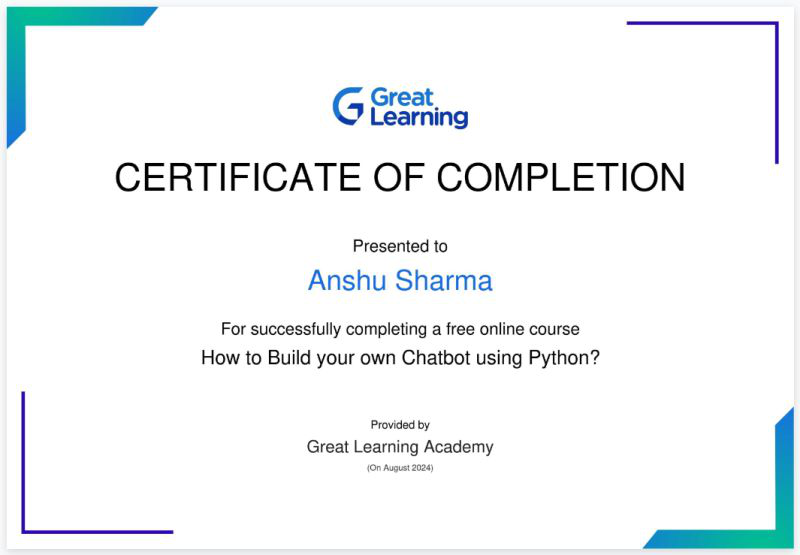 Great
Learning
CERTIFICATE OF COMPLETION
Presented to
Anshu Sharma
For successfully completing a free online course
How to Build your own Chatbot using Python?
Provided by
Great Learning Academy
(On August 2024)